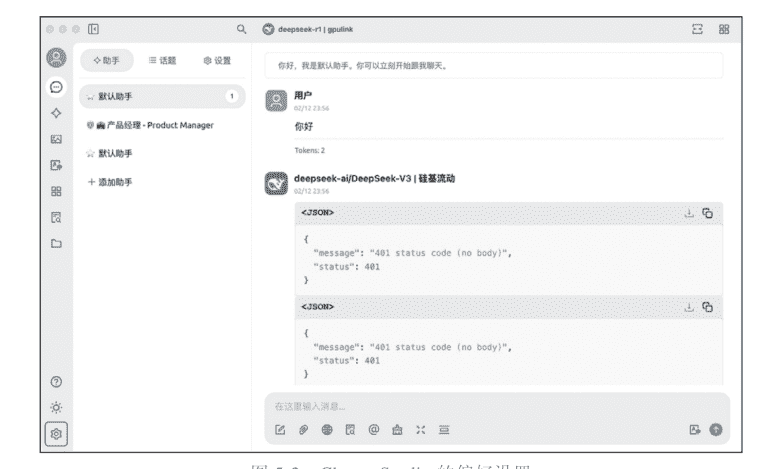 deepseek-r1 | gpulink
助手
话题
设置
你好，我是默认助手。你可以立刻开始跟我聊天。
默认助手
1
产品经理 - Product Manager
默认助手
+ 添加助手
用户
02/12 23:56
你好
Tokens: 2
deepseek-ai/DeepSeek-V3 | 硅基流动
02/12 23:56
<JSON>
{
"message": "401 status code (no body)",
"status": 401
}
<JSON>
{
"message": "401 status code (no body)",
"status": 401
}
在这里输入消息...